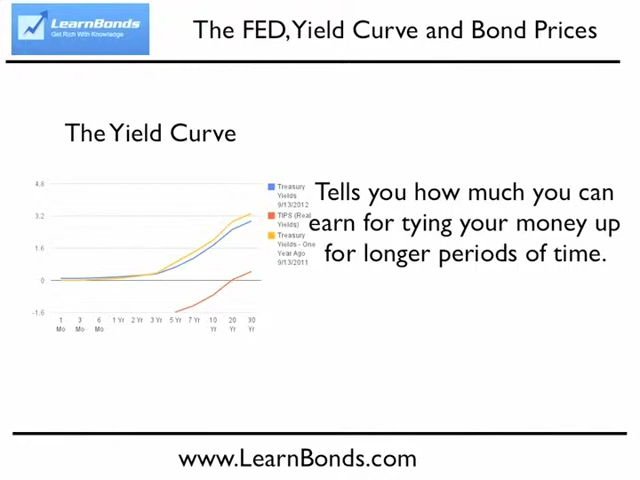 LearnBonds
Get Rich With Knowledge
The FED, Yield Curve and Bond Prices
The Yield Curve
4.8
3.2
1.6
0
-1.6
1 Mo
3 Mo
6 Mo
1 Yr
2 Yr
3 Yr
5 Yr
7 Yr
10 Yr
20 Yr
30 Yr
Treasury
Yields
9/13/2012
TIPS (Real
Yields)
Treasury
Yields - One
Year Ago
9/13/2011
Tells you how much you can
earn for tying your money up
for longer periods of time.
www.LearnBonds.com